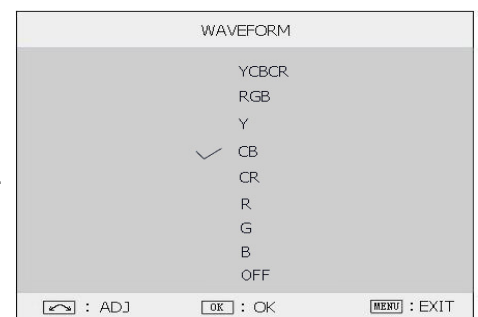 WAVEFORM
YCBCR
RGB
Y
CB
CR
R
G
B
OFF
: ADJ OK : OK MENU : EXIT